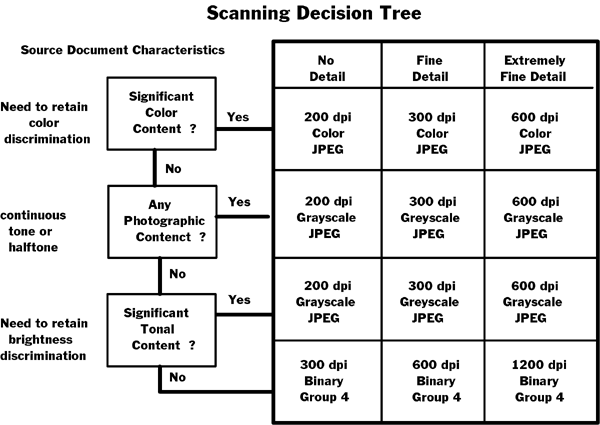 Scanning Decision Tree
Source Document Characteristics
No
Detail
Fine
Detail
Extremely
Fine Detail
Need to retain
color
discrimination
Significant
Color
Content ?
Yes
200 dpi
Color
JPEG
300 dpi
Color
JPEG
600 dpi
Color
JPEG
No
continuous
tone or
halftone
Any
Photographic
Contenct ?
Yes
200 dpi
Grayscale
JPEG
300 dpi
Greyscale
JPEG
600 dpi
Grayscale
JPEG
No
Need to retain
brightness
discrimination
Significant
Tonal
Content ?
Yes
200 dpi
Grayscale
JPEG
300 dpi
Greyscale
JPEG
600 dpi
Grayscale
JPEG
No
300 dpi
Binary
Group 4
600 dpi
Binary
Group 4
1200 dpi
Binary
Group 4